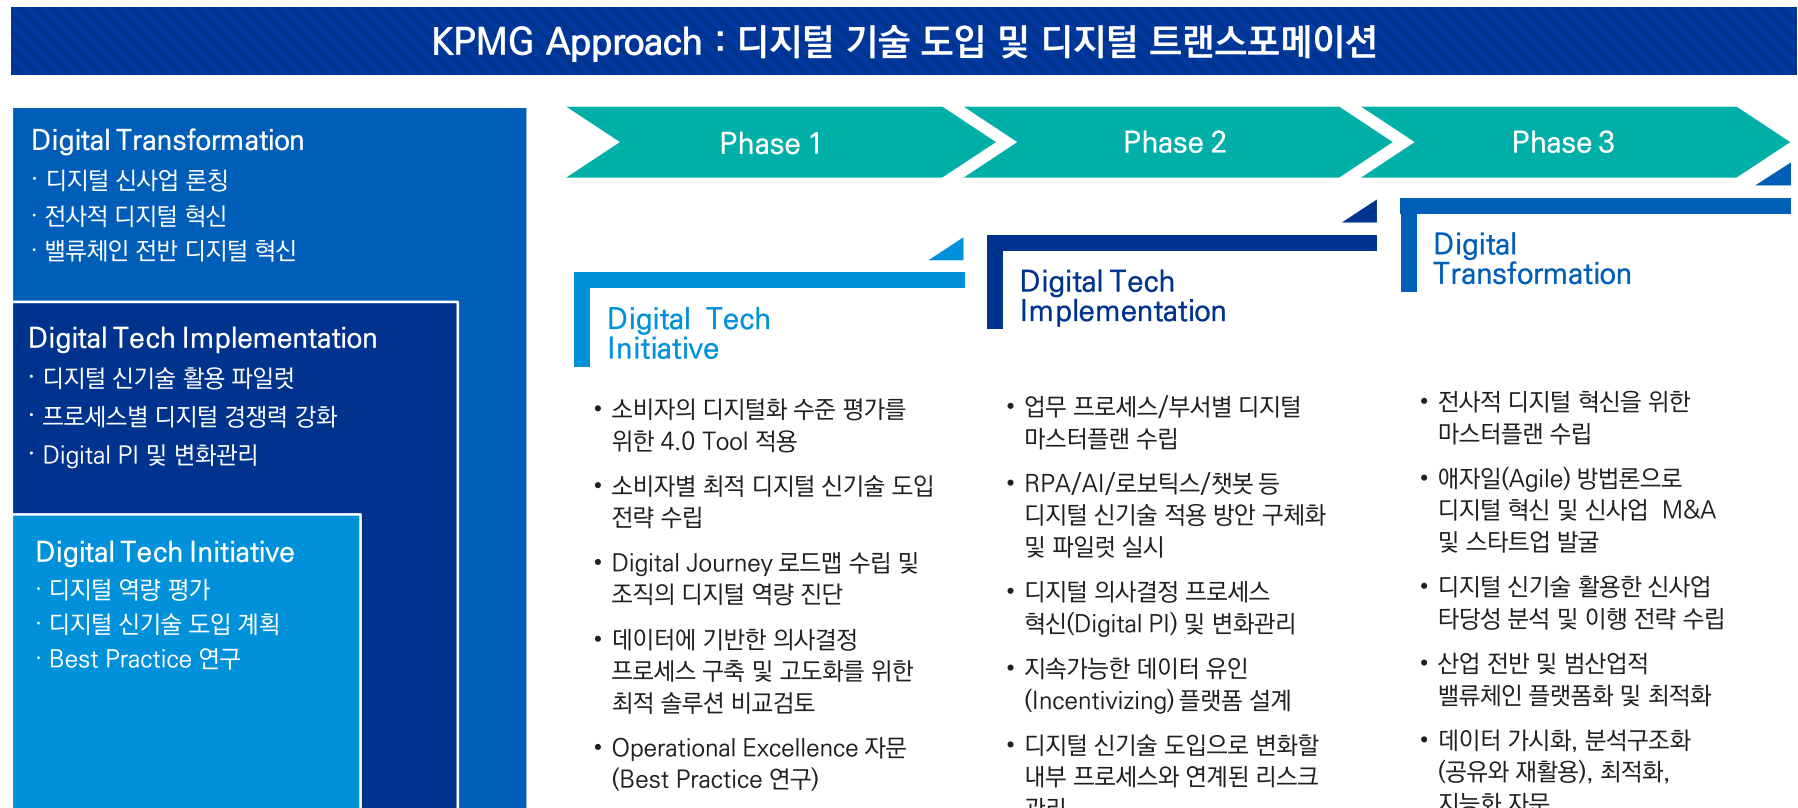 KPMG Approach : 디지털 기술 도입 및 디지털 트랜스포메이션
Digital Transformation
· 디지털 신사업 론칭
· 전사적 디지털 혁신
· 밸류체인 전반 디지털 혁신
Digital Tech Implementation
· 디지털 신기술 활용 파일럿
· 프로세스별 디지털 경쟁력 강화
· Digital PI 및 변화관리
Digital Tech Initiative
· 디지털 역량 평가
· 디지털 신기술 도입 계획
· Best Practice 연구
Phase 1
Digital Tech
Initiative
• 소비자의 디지털화 수준 평가를
위한 4.0 Tool 적용
• 소비자별 최적 디지털 신기술 도입
전략 수립
• Digital Journey 로드맵 수립 및
조직의 디지털 역량 진단
• 데이터에 기반한 의사결정
프로세스 구축 및 고도화를 위한
최적 솔루션 비교검토
• Operational Excellence 자문
(Best Practice 연구)
Phase 2
Digital Tech
Implementation
• 업무 프로세스/부서별 디지털
마스터플랜 수립
• RPA/AI/로보틱스/챗봇 등
디지털 신기술 적용 방안 구체화
및 파일럿 실시
• 디지털 의사결정 프로세스
혁신(Digital PI) 및 변화관리
• 지속가능한 데이터 유인
(Incentivizing) 플랫폼 설계
• 디지털 신기술 도입으로 변화할
내부 프로세스와 연계된 리스크
관리
Phase 3
Digital
Transformation
• 전사적 디지털 혁신을 위한
마스터플랜 수립
• 애자일(Agile) 방법론으로
디지털 혁신 및 신사업 M&A
및 스타트업 발굴
• 디지털 신기술 활용한 신사업
타당성 분석 및 이행 전략 수립
• 산업 전반 및 범산업적
밸류체인 플랫폼화 및 최적화
• 데이터 가시화, 분석구조화
(공유와 재활용), 최적화,
지능화 자문